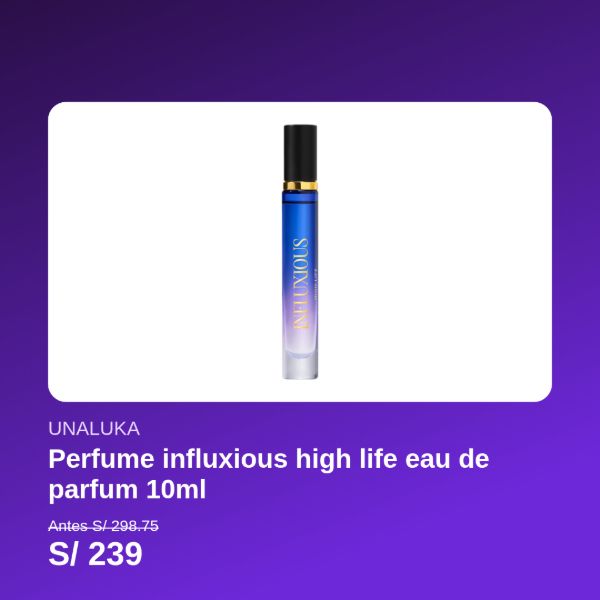 INFLUXIOUS
UNALUKA
Perfume influxious high life eau de
parfum 10ml
Antes S/ 298.75
S/ 239